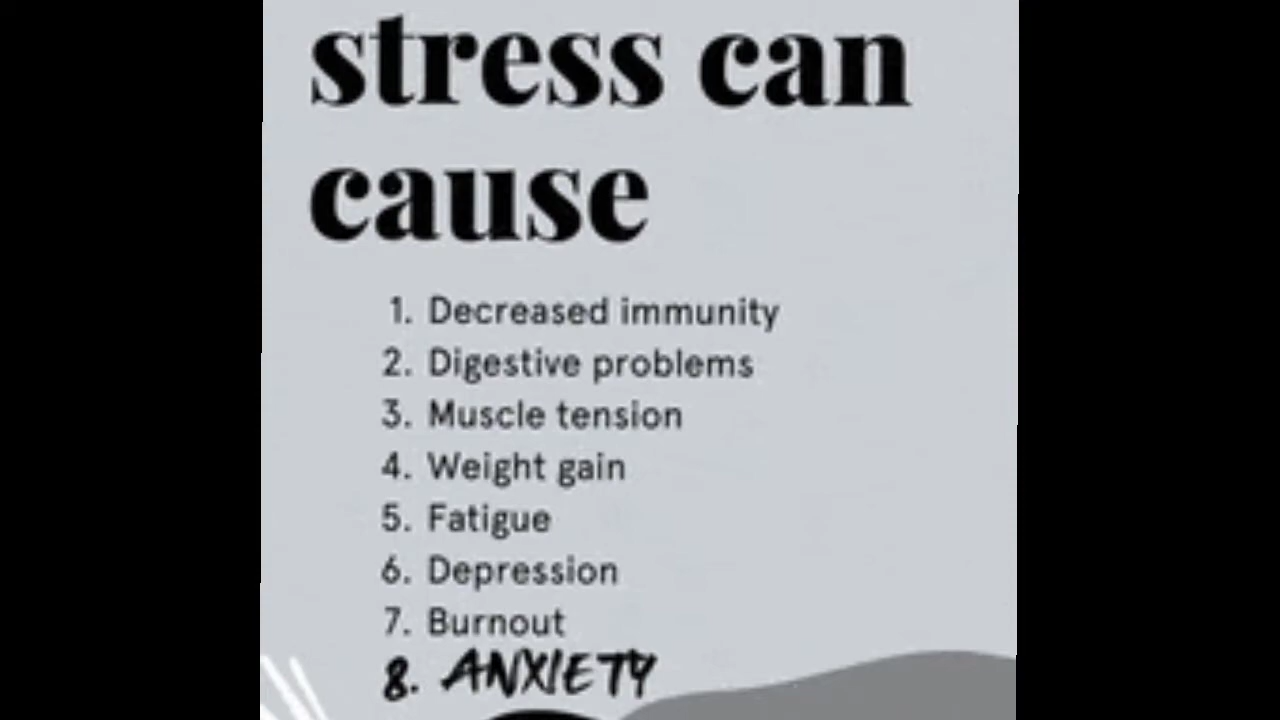 stress can
cause
1. Decreased immunity
2. Digestive problems
3. Muscle tension
4. Weight gain
5. Fatigue
6. Depression
7. Burnout
8. ANXIETY